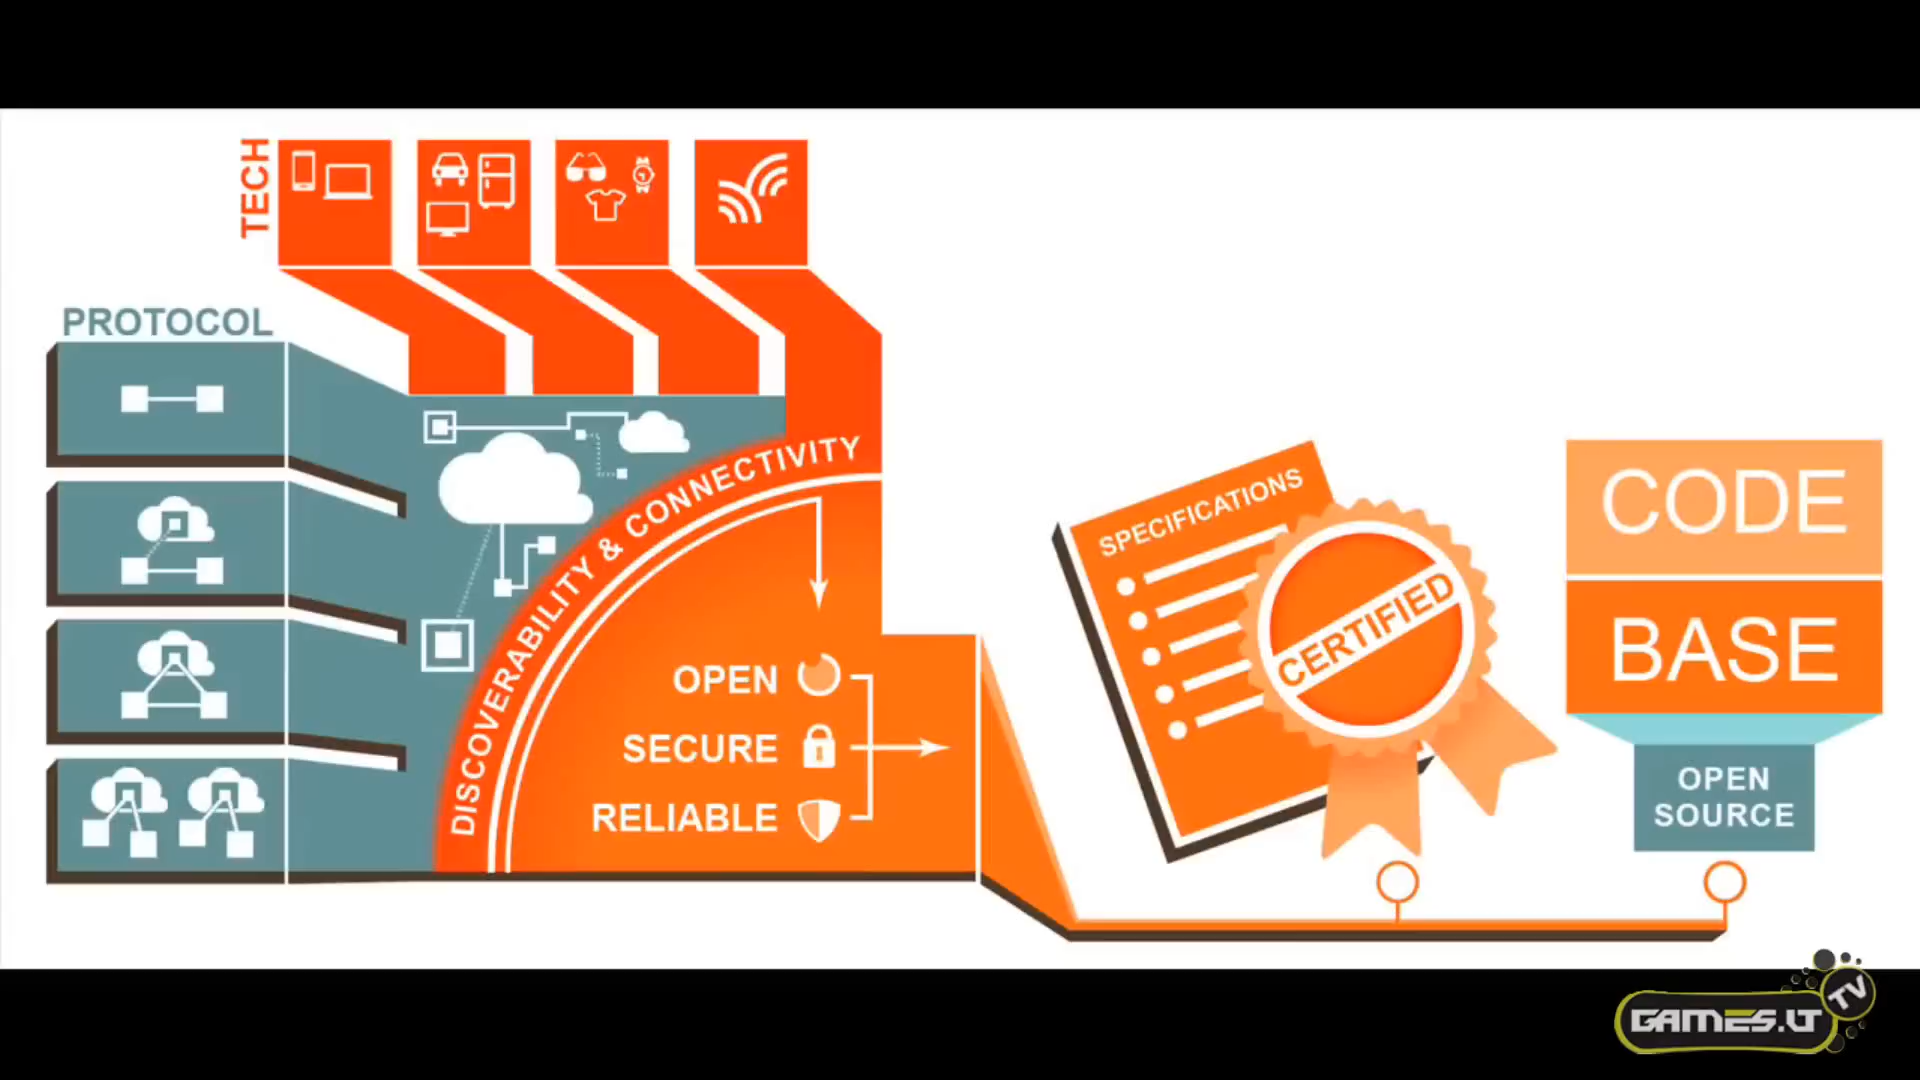 TECH
PROTOCOL
DISCOVERABILITY & CONNECTIVITY
OPEN
SECURE
RELIABLE
SPECIFICATIONS
CERTIFIED
CODE
BASE
OPEN
SOURCE
GAMES.LT
TV